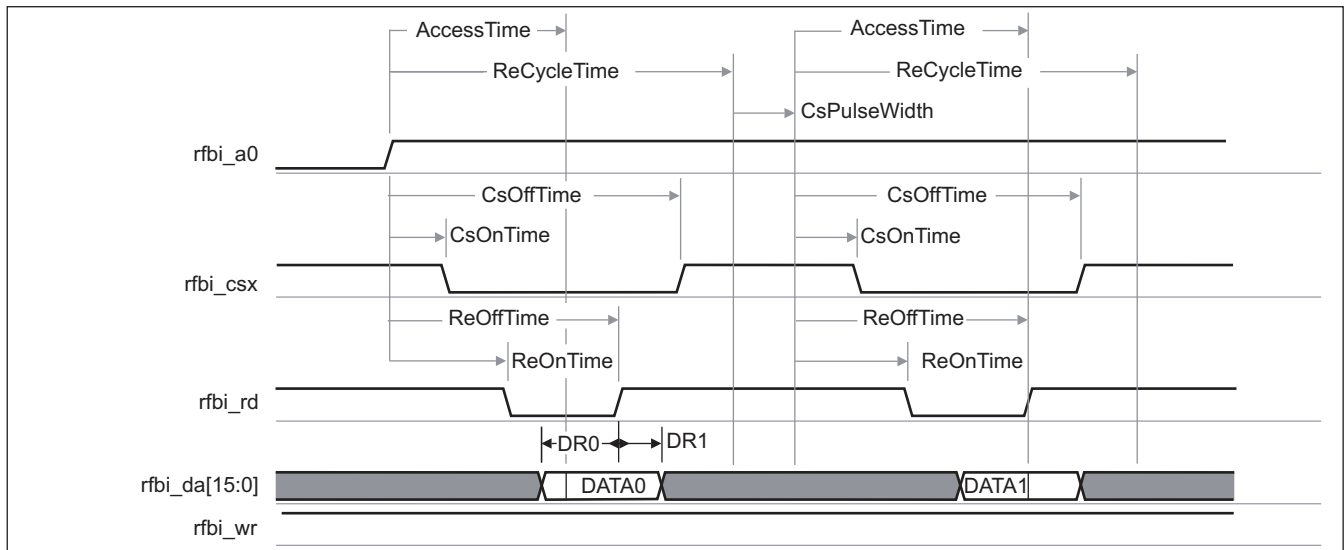 AccessTime AccessTime
ReCycleTime ReCycleTime
CsPulseWidth
rfbi_a0
CsOffTime CsOffTime
CsOnTime CsOnTime
rfbi_csx
ReOffTime ReOffTime
ReOnTime ReOnTime
rfbi_rd
DR0 DR1
rfbi_da[15:0] DATA0 DATA1
rfbi_wr